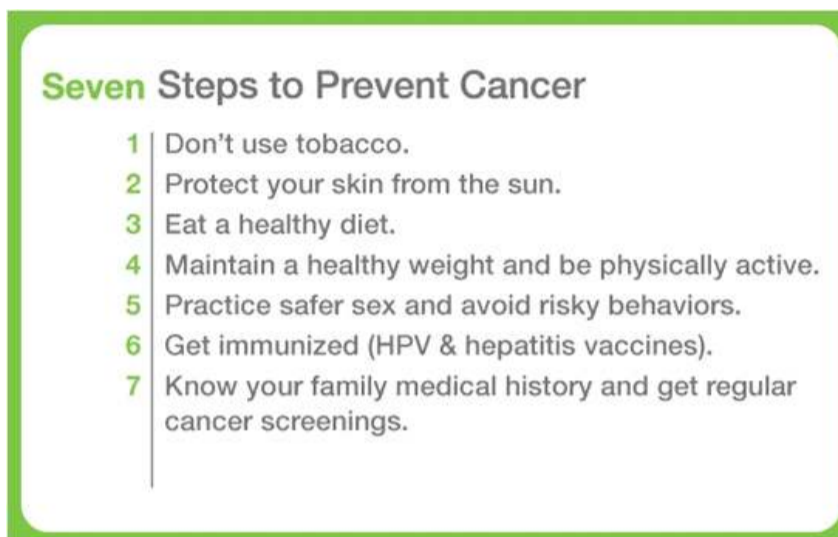 Seven Steps to Prevent Cancer
1 Don't use tobacco.
2 Protect your skin from the sun.
3 Eat a healthy diet.
4 Maintain a healthy weight and be physically active.
5 Practice safer sex and avoid risky behaviors.
6 Get immunized (HPV & hepatitis vaccines).
7 Know your family medical history and get regular
cancer screenings.